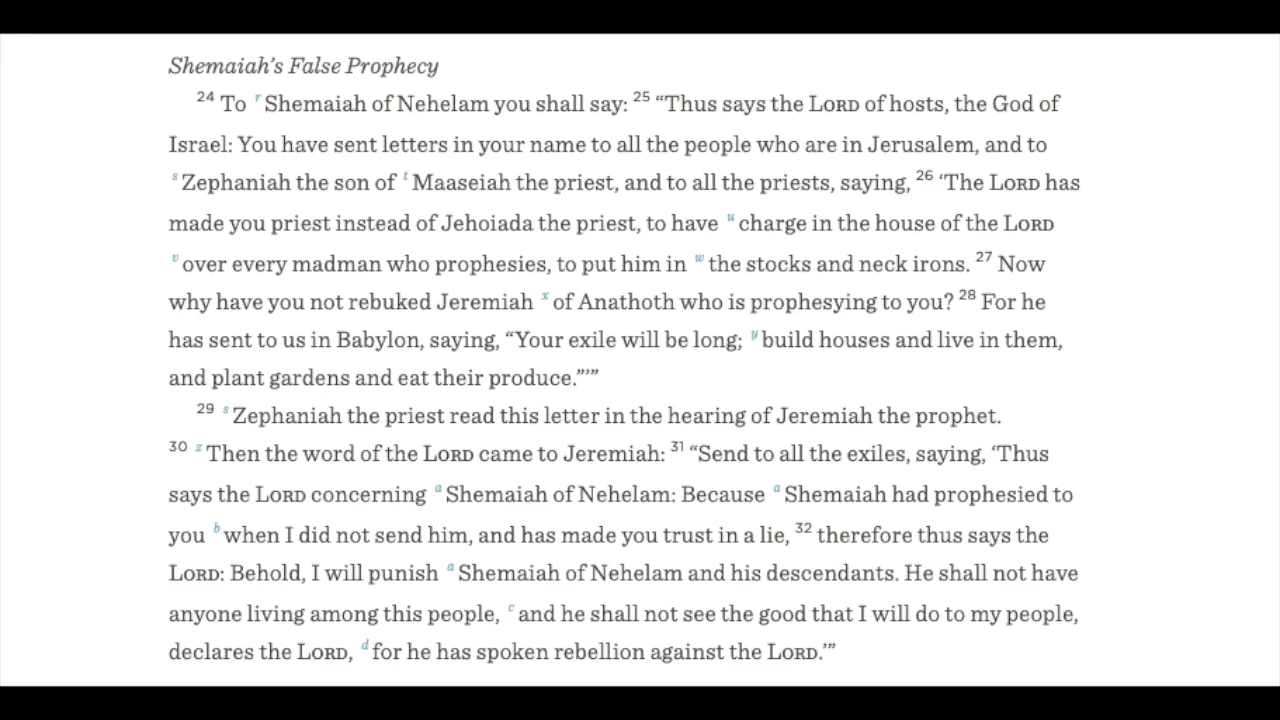 Shemaiah’s False Prophecy
24 To r Shemaiah of Nehelam you shall say: 25 “Thus says the LORD of hosts, the God of
Israel: You have sent letters in your name to all the people who are in Jerusalem, and to
s Zephaniah the son of t Maaseiah the priest, and to all the priests, saying, 26 ‘The LORD has
made you priest instead of Jehoiada the priest, to have u charge in the house of the LORD
v over every madman who prophesies, to put him in w the stocks and neck irons. 27 Now
why have you not rebuked Jeremiah x of Anathoth who is prophesying to you? 28 For he
has sent to us in Babylon, saying, “Your exile will be long; y build houses and live in them,
and plant gardens and eat their produce.”’”
29 s Zephaniah the priest read this letter in the hearing of Jeremiah the prophet.
30 z Then the word of the LORD came to Jeremiah: 31 “Send to all the exiles, saying, ‘Thus
says the LORD concerning a Shemaiah of Nehelam: Because a Shemaiah had prophesied to
you b when I did not send him, and has made you trust in a lie, 32 therefore thus says the
LORD: Behold, I will punish a Shemaiah of Nehelam and his descendants. He shall not have
anyone living among this people, c and he shall not see the good that I will do to my people,
declares the LORD, d for he has spoken rebellion against the LORD.’”